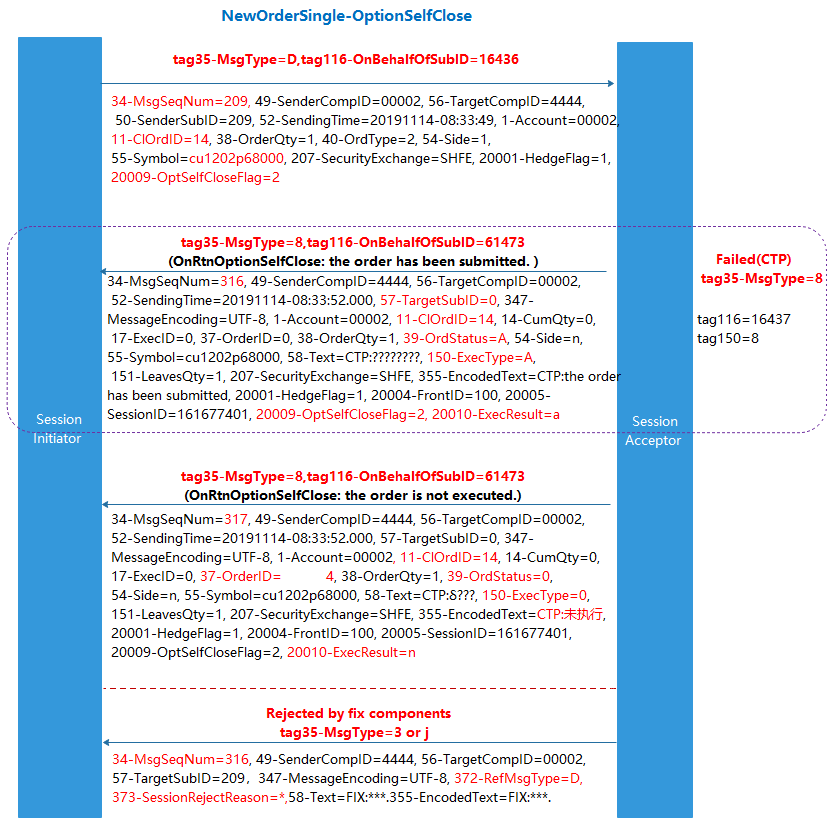 NewOrderSingle-OptionSelfClose
tag35-MsgType=D,tag116-OnBehalfOfSubID=16436
34-MsgSeqNum=209, 49-SenderCompID=00002, 56-TargetCompID=4444,
50-SenderSubID=209, 52-SendingTime=20191114-08:33:49, 1-Account=00002,
11-ClOrdID=14, 38-OrderQty=1, 40-OrdType=2, 54-Side=1,
55-Symbol=cu1202p68000, 207-SecurityExchange=SHFE, 20001-HedgeFlag=1,
20009-OptSelfCloseFlag=2
tag35-MsgType=8,tag116-OnBehalfOfSubID=61473
(OnRtnOptionSelfClose: the order has been submitted. )
34-MsgSeqNum=316, 49-SenderCompID=4444, 56-TargetCompID=00002,
52-SendingTime=20191114-08:33:52.000, 57-TargetSubID=0, 347-
MessageEncoding=UTF-8, 1-Account=00002, 11-ClOrdID=14, 14-CumQty=0,
17-ExecID=0, 37-OrderID=0, 38-OrderQty=1, 39-OrdStatus=A, 54-Side=n,
55-Symbol=cu1202p68000, 58-Text=CTP:????????, 150-ExecType=A,
151-LeavesQty=1, 207-SecurityExchange=SHFE, 355-EncodedText=CTP:the order
has been submitted, 20001-HedgeFlag=1, 20004-FrontID=100, 20005-
SessionID=161677401, 20009-OptSelfCloseFlag=2, 20010-ExecResult=a
Failed(CTP)
tag35-MsgType=8
tag116=16437
tag150=8
Session
Initiator
Session
Acceptor
tag35-MsgType=8,tag116-OnBehalfOfSubID=61473
(OnRtnOptionSelfClose: the order is not executed.)
34-MsgSeqNum=317, 49-SenderCompID=4444, 56-TargetCompID=00002,
52-SendingTime=20191114-08:33:52.000, 57-TargetSubID=0, 347-
MessageEncoding=UTF-8, 1-Account=00002, 11-ClOrdID=14, 14-CumQty=0,
17-ExecID=0, 37-OrderID= 4, 38-OrderQty=1, 39-OrdStatus=0,
54-Side=n, 55-Symbol=cu1202p68000, 58-Text=CTP:δ???, 150-ExecType=0,
151-LeavesQty=1, 207-SecurityExchange=SHFE, 355-EncodedText=CTP:未执行,
20001-HedgeFlag=1, 20004-FrontID=100, 20005-SessionID=161677401,
20009-OptSelfCloseFlag=2, 20010-ExecResult=n
Rejected by fix components
tag35-MsgType=3 or j
34-MsgSeqNum=316, 49-SenderCompID=4444, 56-TargetCompID=00002,
57-TargetSubID=209，347-MessageEncoding=UTF-8, 372-RefMsgType=D,
373-SessionRejectReason=*,58-Text=FIX:***.355-EncodedText=FIX:***.